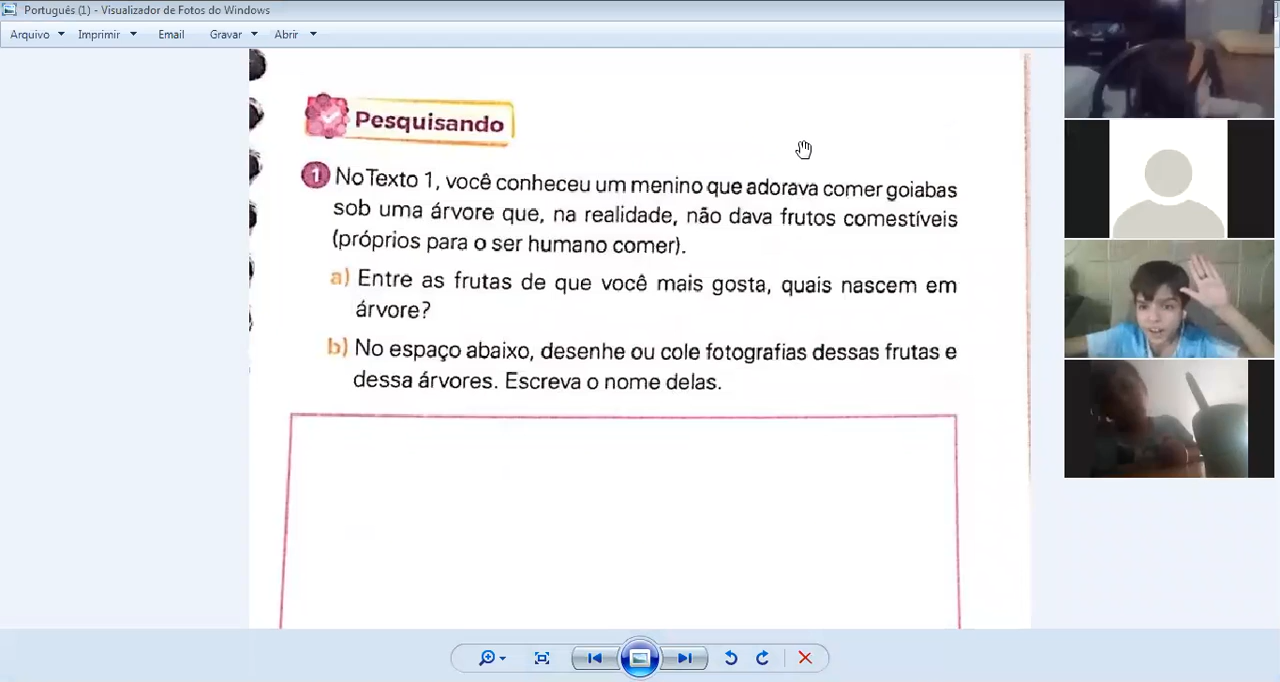 Português (1) - Visualizador de Fotos do Windows
Arquivo Imprimir Email Gravar Abrir
Pesquisando
1 No Texto 1, você conheceu um menino que adorava comer goiabas
sob uma árvore que, na realidade, não dava frutos comestíveis
(próprios para o ser humano comer).
a) Entre as frutas de que você mais gosta, quais nascem em
árvore?
b) No espaço abaixo, desenhe ou cole fotografias dessas frutas e
dessa árvores. Escreva o nome delas.